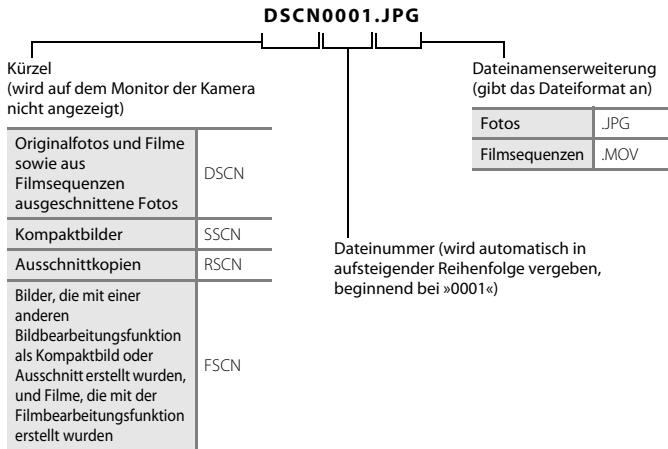 DSCN0001.JPG
Kürzel
(wird auf dem Monitor der Kamera
nicht angezeigt)
Originalfotos und Filme
sowie aus
Filmsequenzen
ausgeschnittene Fotos
DSCN
Kompaktbilder
SSCN
Ausschnittkopien
RSCN
Bilder, die mit einer
anderen
Bildbearbeitungsfunktion
als Kompaktbild oder
Ausschnitt erstellt wurden,
und Filme, die mit der
Filmbearbeitungsfunktion
erstellt wurden
FSCN
Dateinummer (wird automatisch in
aufsteigender Reihenfolge vergeben,
beginnend bei »0001«)
Dateinamenserweiterung
(gibt das Dateiformat an)
Fotos
.JPG
Filmsequenzen
.MOV